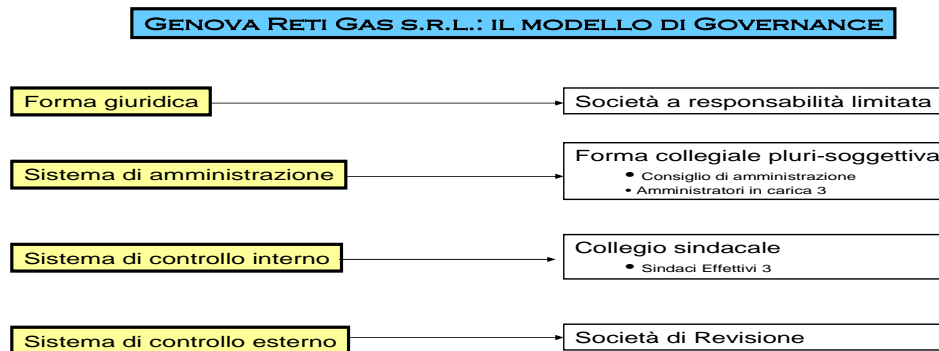 GENOVA RETI GAS S.R.L.: IL MODELLO DI GOVERNANCE
Forma giuridica
Società a responsabilità limitata
Sistema di amministrazione
Forma collegiale pluri-soggettiva
• Consiglio di amministrazione
• Amministratori in carica 3
Sistema di controllo interno
Collegio sindacale
• Sindaci Effettivi 3
Sistema di controllo esterno
Società di Revisione